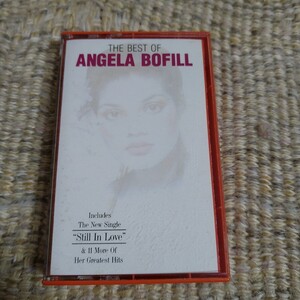 THE BEST OF
ANGELA BOFILL
Includes
The New Single
"Still In Love"
& 11 More Of
Her Greatest Hits